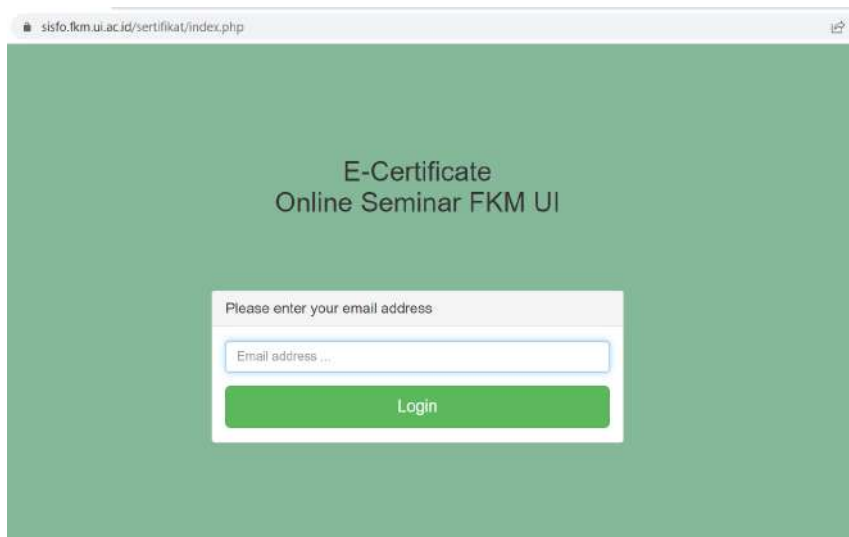 sisfo.fkm.ui.ac.id/sertifikat/index.php
E-Certificate
Online Seminar FKM UI
Please enter your email address
Email address ...
Login